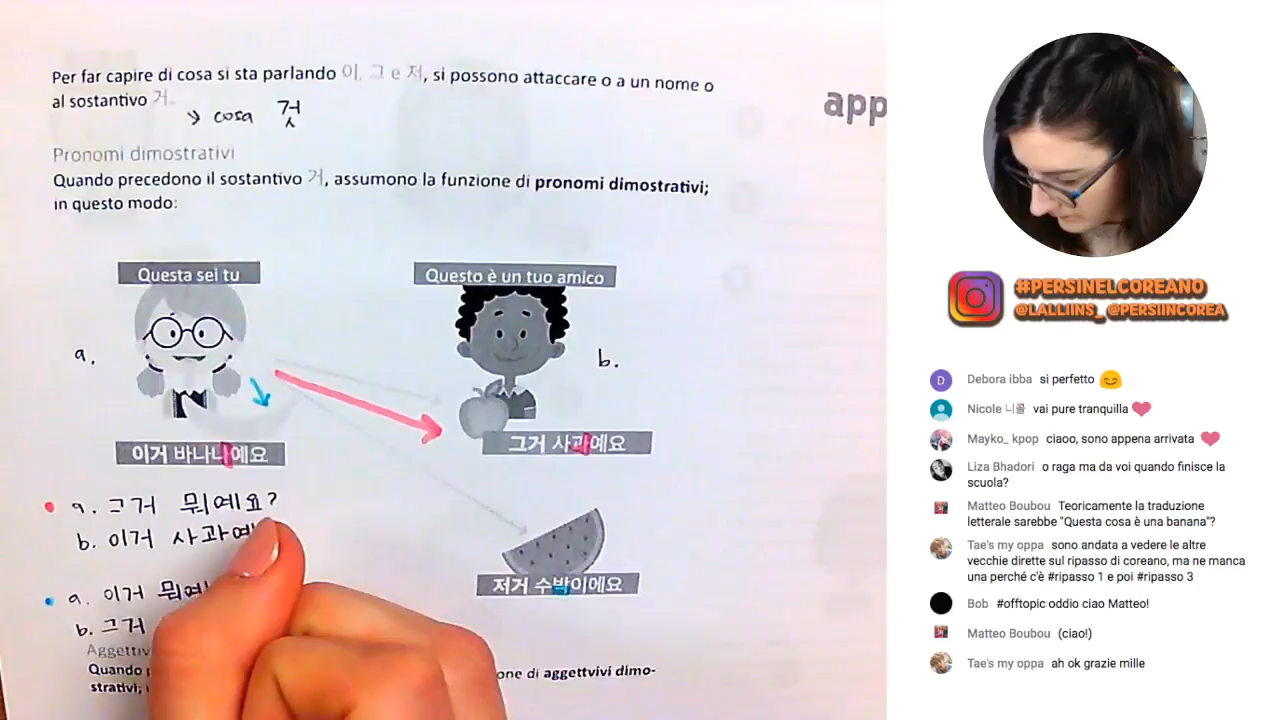 Per far capire di cosa si sta parlando 이, 그 e 저, si possono attaccare o a un nome o
al sostantivo 거.
↘ cosa 것
app
Pronomi dimostrativi
Quando precedono il sostantivo 거, assumono la funzione di pronomi dimostrativi;
in questo modo:
Questa sei tu
Questo è un tuo amico
a.
b.
이거 바나나예요
그거 사과예요
a. 그거 뭐예요?
b. 이거 사과예
저거 수박이에요
a. 이거 뭐예
b. 그거
Aggettiv
Quando
one di aggettvivi dimo-
strativi;
#PERSINELCOREANO
@LALLIINS_ @PERSIINCOREA
D
Debora ibba si perfetto 😊
Nicole 니콜 vai pure tranquilla ❤
Mayko_ kpop ciaoo, sono appena arrivata ❤
Liza Bhadori o raga ma da voi quando finisce la
scuola?
Matteo Boubou Teoricamente la traduzione
letterale sarebbe "Questa cosa è una banana"?
Tae's my oppa sono andata a vedere le altre
vecchie dirette sul ripasso di coreano, ma ne manca
una perché c'è #ripasso 1 e poi #ripasso 3
Bob #offtopic oddio ciao Matteo!
Matteo Boubou (ciao!)
Tae's my oppa ah ok grazie mille